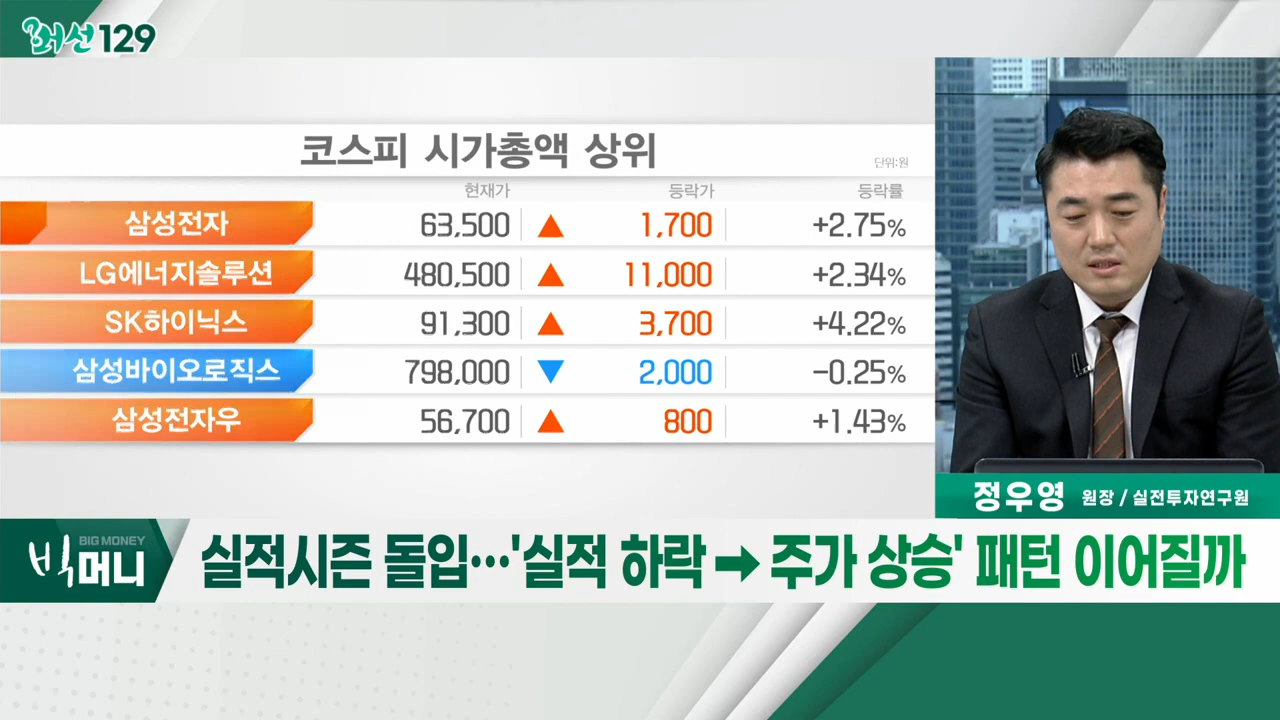 머선129
코스피 시가총액 상위
단위:원
현재가 등락가 등락률
삼성전자 63,500 ▲ 1,700 +2.75%
LG에너지솔루션 480,500 ▲ 11,000 +2.34%
SK하이닉스 91,300 ▲ 3,700 +4.22%
삼성바이오로직스 798,000 ▼ 2,000 -0.25%
삼성전자우 56,700 ▲ 800 +1.43%
정우영 원장 / 실전투자연구원
BIG MONEY
빅머니
실적시즌 돌입…'실적 하락➡주가 상승' 패턴 이어질까